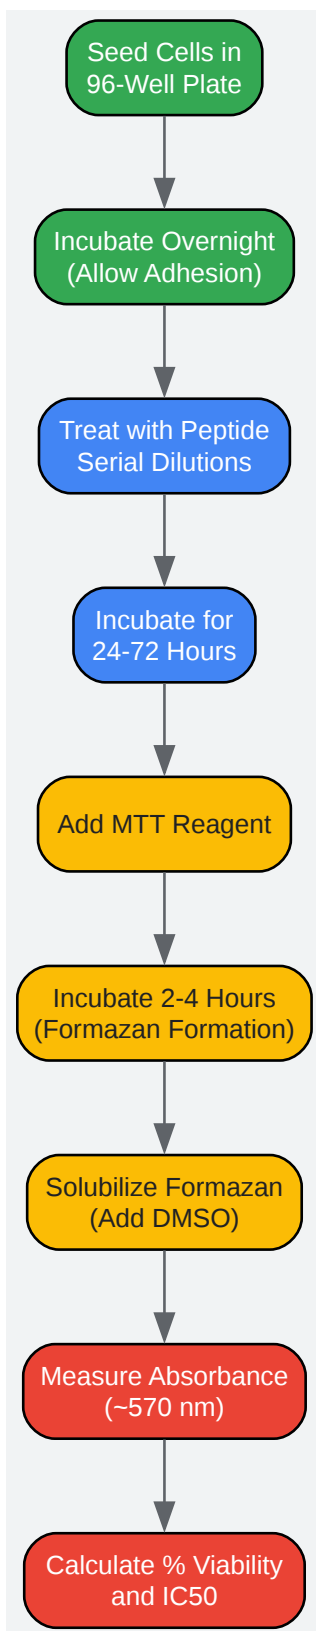 Seed Cells in
96-Well Plate
Incubate Overnight
(Allow Adhesion)
Treat with Peptide
Serial Dilutions
Incubate for
24-72 Hours
Add MTT Reagent
Incubate 2-4 Hours
(Formazan Formation)
Solubilize Formazan
(Add DMSO)
Measure Absorbance
(~570 nm)
Calculate % Viability
and IC50